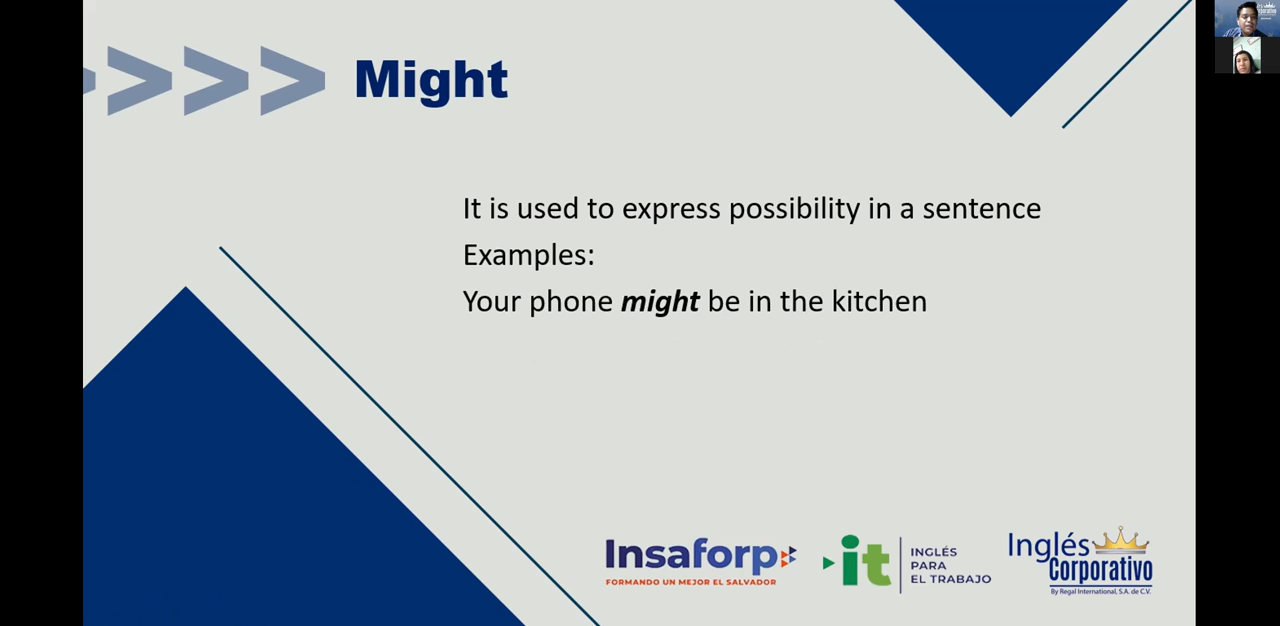 Might
It is used to express possibility in a sentence
Examples:
Your phone might be in the kitchen
Insaforp
FORMANDO UN MEJOR EL SALVADOR
it
INGLÉS
PARA
EL TRABAJO
Inglés
Corporativo
By Regal International, S.A. de C.V.